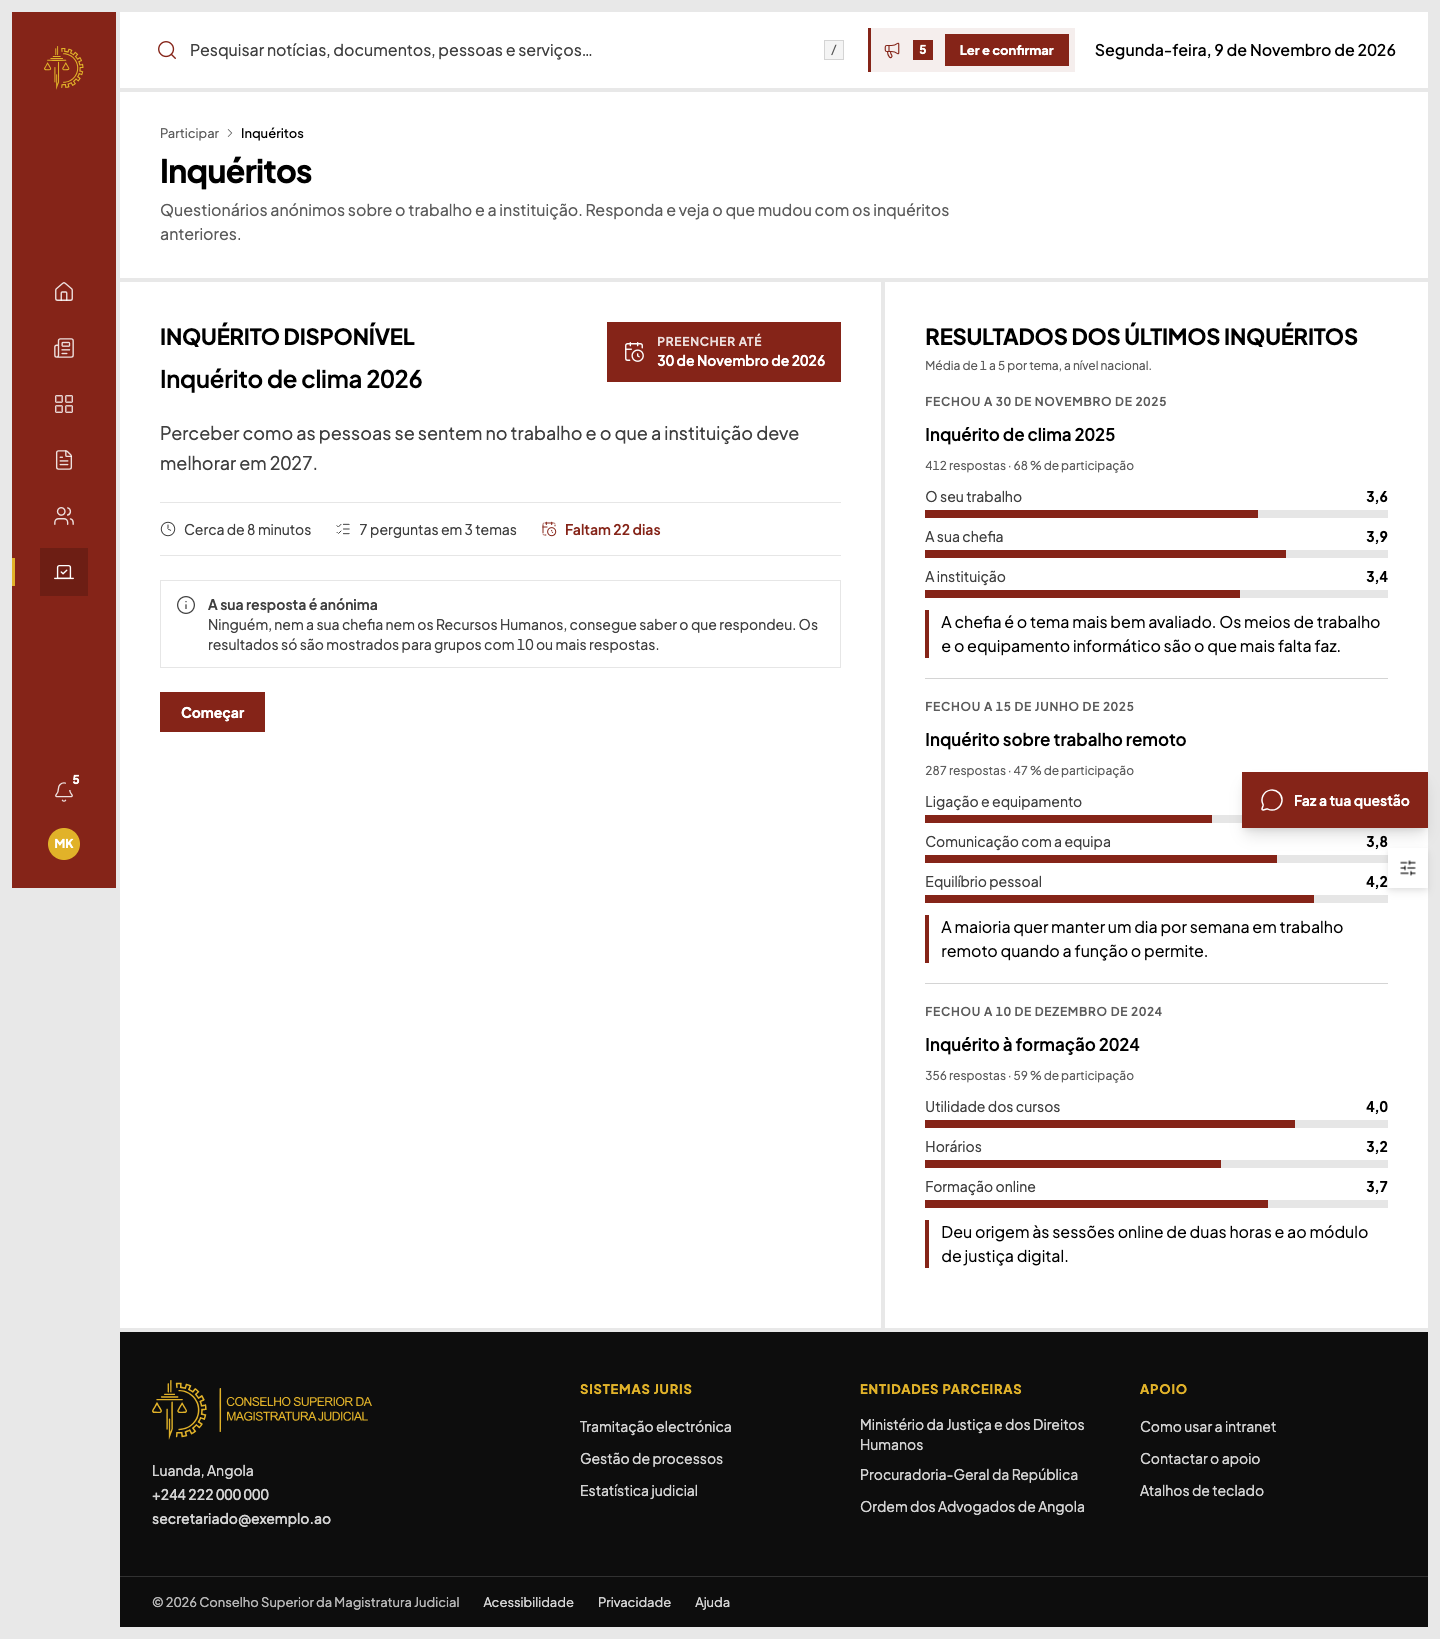 Pesquisar notícias, documentos, pessoas e serviços...
/
5
Ler e confirmar
Segunda-feira, 9 de Novembro de 2026
Participar
Inquéritos
Inquéritos
Questionários anónimos sobre o trabalho e a instituição. Responda e veja o que mudou com os inquéritos
anteriores.
INQUÉRITO DISPONÍVEL
Inquérito de clima 2026
PREENCHER ATÉ
30 de Novembro de 2026
Perceber como as pessoas se sentem no trabalho e o que a instituição deve
melhorar em 2027.
Cerca de 8 minutos
7 perguntas em 3 temas
Faltam 22 dias
A sua resposta é anónima
Ninguém, nem a sua chefia nem os Recursos Humanos, consegue saber o que respondeu. Os
resultados só são mostrados para grupos com 10 ou mais respostas.
Começar
5
MK
RESULTADOS DOS ÚLTIMOS INQUÉRITOS
Média de 1 a 5 por tema, a nível nacional.
FECHOU A 30 DE NOVEMBRO DE 2025
Inquérito de clima 2025
412 respostas · 68 % de participação
O seu trabalho 3,6
A sua chefia 3,9
A instituição 3,4
A chefia é o tema mais bem avaliado. Os meios de trabalho
e o equipamento informático são o que mais falta faz.
FECHOU A 15 DE JUNHO DE 2025
Inquérito sobre trabalho remoto
287 respostas · 47 % de participação
Ligação e equipamento
Faz a tua questão
Comunicação com a equipa 3,8
Equilíbrio pessoal 4,2
A maioria quer manter um dia por semana em trabalho
remoto quando a função o permite.
FECHOU A 10 DE DEZEMBRO DE 2024
Inquérito à formação 2024
356 respostas · 59 % de participação
Utilidade dos cursos 4,0
Horários 3,2
Formação online 3,7
Deu origem às sessões online de duas horas e ao módulo
de justiça digital.
CONSELHO SUPERIOR DA
MAGISTRATURA JUDICIAL
Luanda, Angola
+244 222 000 000
secretariado@exemplo.ao
SISTEMAS JURIS
Tramitação electrónica
Gestão de processos
Estatística judicial
ENTIDADES PARCEIRAS
Ministério da Justiça e dos Direitos
Humanos
Procuradoria-Geral da República
Ordem dos Advogados de Angola
APOIO
Como usar a intranet
Contactar o apoio
Atalhos de teclado
© 2026 Conselho Superior da Magistratura Judicial
Acessibilidade
Privacidade
Ajuda